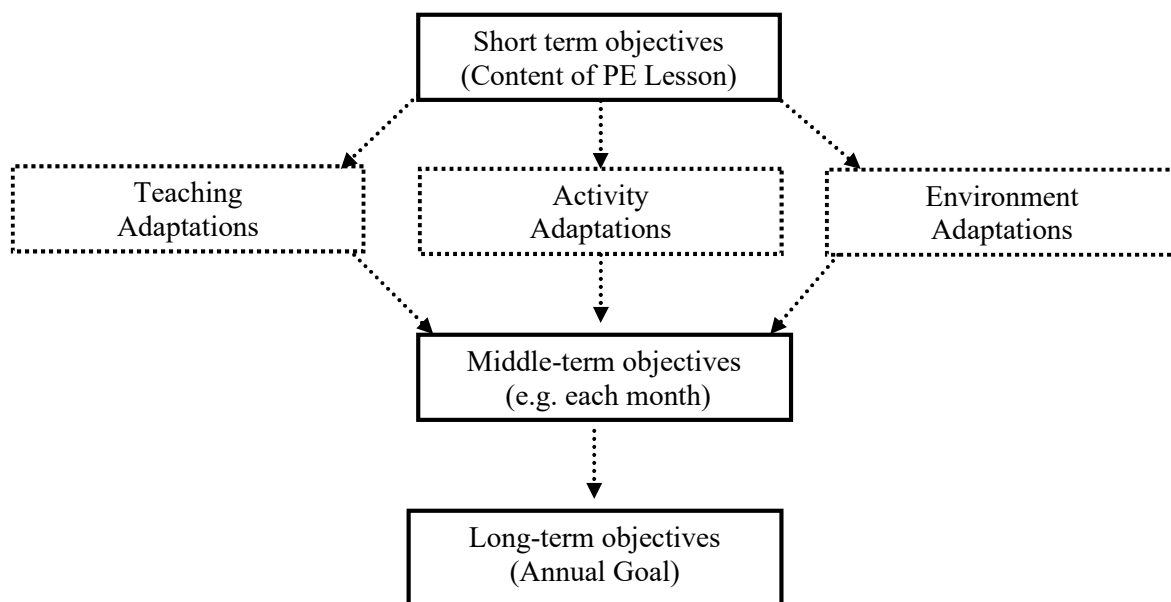 Short term objectives
(Content of PE Lesson)
Teaching
Adaptations
Activity
Adaptations
Environment
Adaptations
Middle-term objectives
(e.g. each month)
Long-term objectives
(Annual Goal)